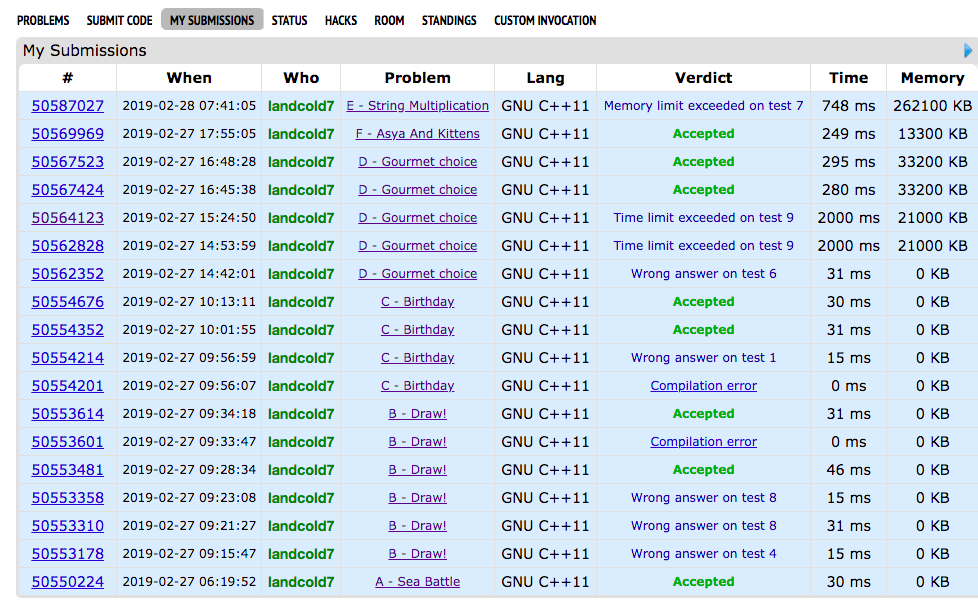 PROBLEMS SUBMIT CODE MY SUBMISSIONS STATUS HACKS ROOM STANDINGS CUSTOM INVOCATION
My Submissions
# When Who Problem Lang Verdict Time Memory
50587027 2019-02-28 07:41:05 landcold7 E - String Multiplication GNU C++11 Memory limit exceeded on test 7 748 ms 262100 KB
50569969 2019-02-27 17:55:05 landcold7 F - Asya And Kittens GNU C++11 Accepted 249 ms 13300 KB
50567523 2019-02-27 16:48:28 landcold7 D - Gourmet choice GNU C++11 Accepted 295 ms 33200 KB
50567424 2019-02-27 16:45:38 landcold7 D - Gourmet choice GNU C++11 Accepted 280 ms 33200 KB
50564123 2019-02-27 15:24:50 landcold7 D - Gourmet choice GNU C++11 Time limit exceeded on test 9 2000 ms 21000 KB
50562828 2019-02-27 14:53:59 landcold7 D - Gourmet choice GNU C++11 Time limit exceeded on test 9 2000 ms 21000 KB
50562352 2019-02-27 14:42:01 landcold7 D - Gourmet choice GNU C++11 Wrong answer on test 6 31 ms 0 KB
50554676 2019-02-27 10:13:11 landcold7 C - Birthday GNU C++11 Accepted 30 ms 0 KB
50554352 2019-02-27 10:01:55 landcold7 C - Birthday GNU C++11 Accepted 31 ms 0 KB
50554214 2019-02-27 09:56:59 landcold7 C - Birthday GNU C++11 Wrong answer on test 1 15 ms 0 KB
50554201 2019-02-27 09:56:07 landcold7 C - Birthday GNU C++11 Compilation error 0 ms 0 KB
50553614 2019-02-27 09:34:18 landcold7 B - Draw! GNU C++11 Accepted 31 ms 0 KB
50553601 2019-02-27 09:33:47 landcold7 B - Draw! GNU C++11 Compilation error 0 ms 0 KB
50553481 2019-02-27 09:28:34 landcold7 B - Draw! GNU C++11 Accepted 46 ms 0 KB
50553358 2019-02-27 09:23:08 landcold7 B - Draw! GNU C++11 Wrong answer on test 8 15 ms 0 KB
50553310 2019-02-27 09:21:27 landcold7 B - Draw! GNU C++11 Wrong answer on test 8 31 ms 0 KB
50553178 2019-02-27 09:15:47 landcold7 B - Draw! GNU C++11 Wrong answer on test 4 15 ms 0 KB
50550224 2019-02-27 06:19:52 landcold7 A - Sea Battle GNU C++11 Accepted 30 ms 0 KB